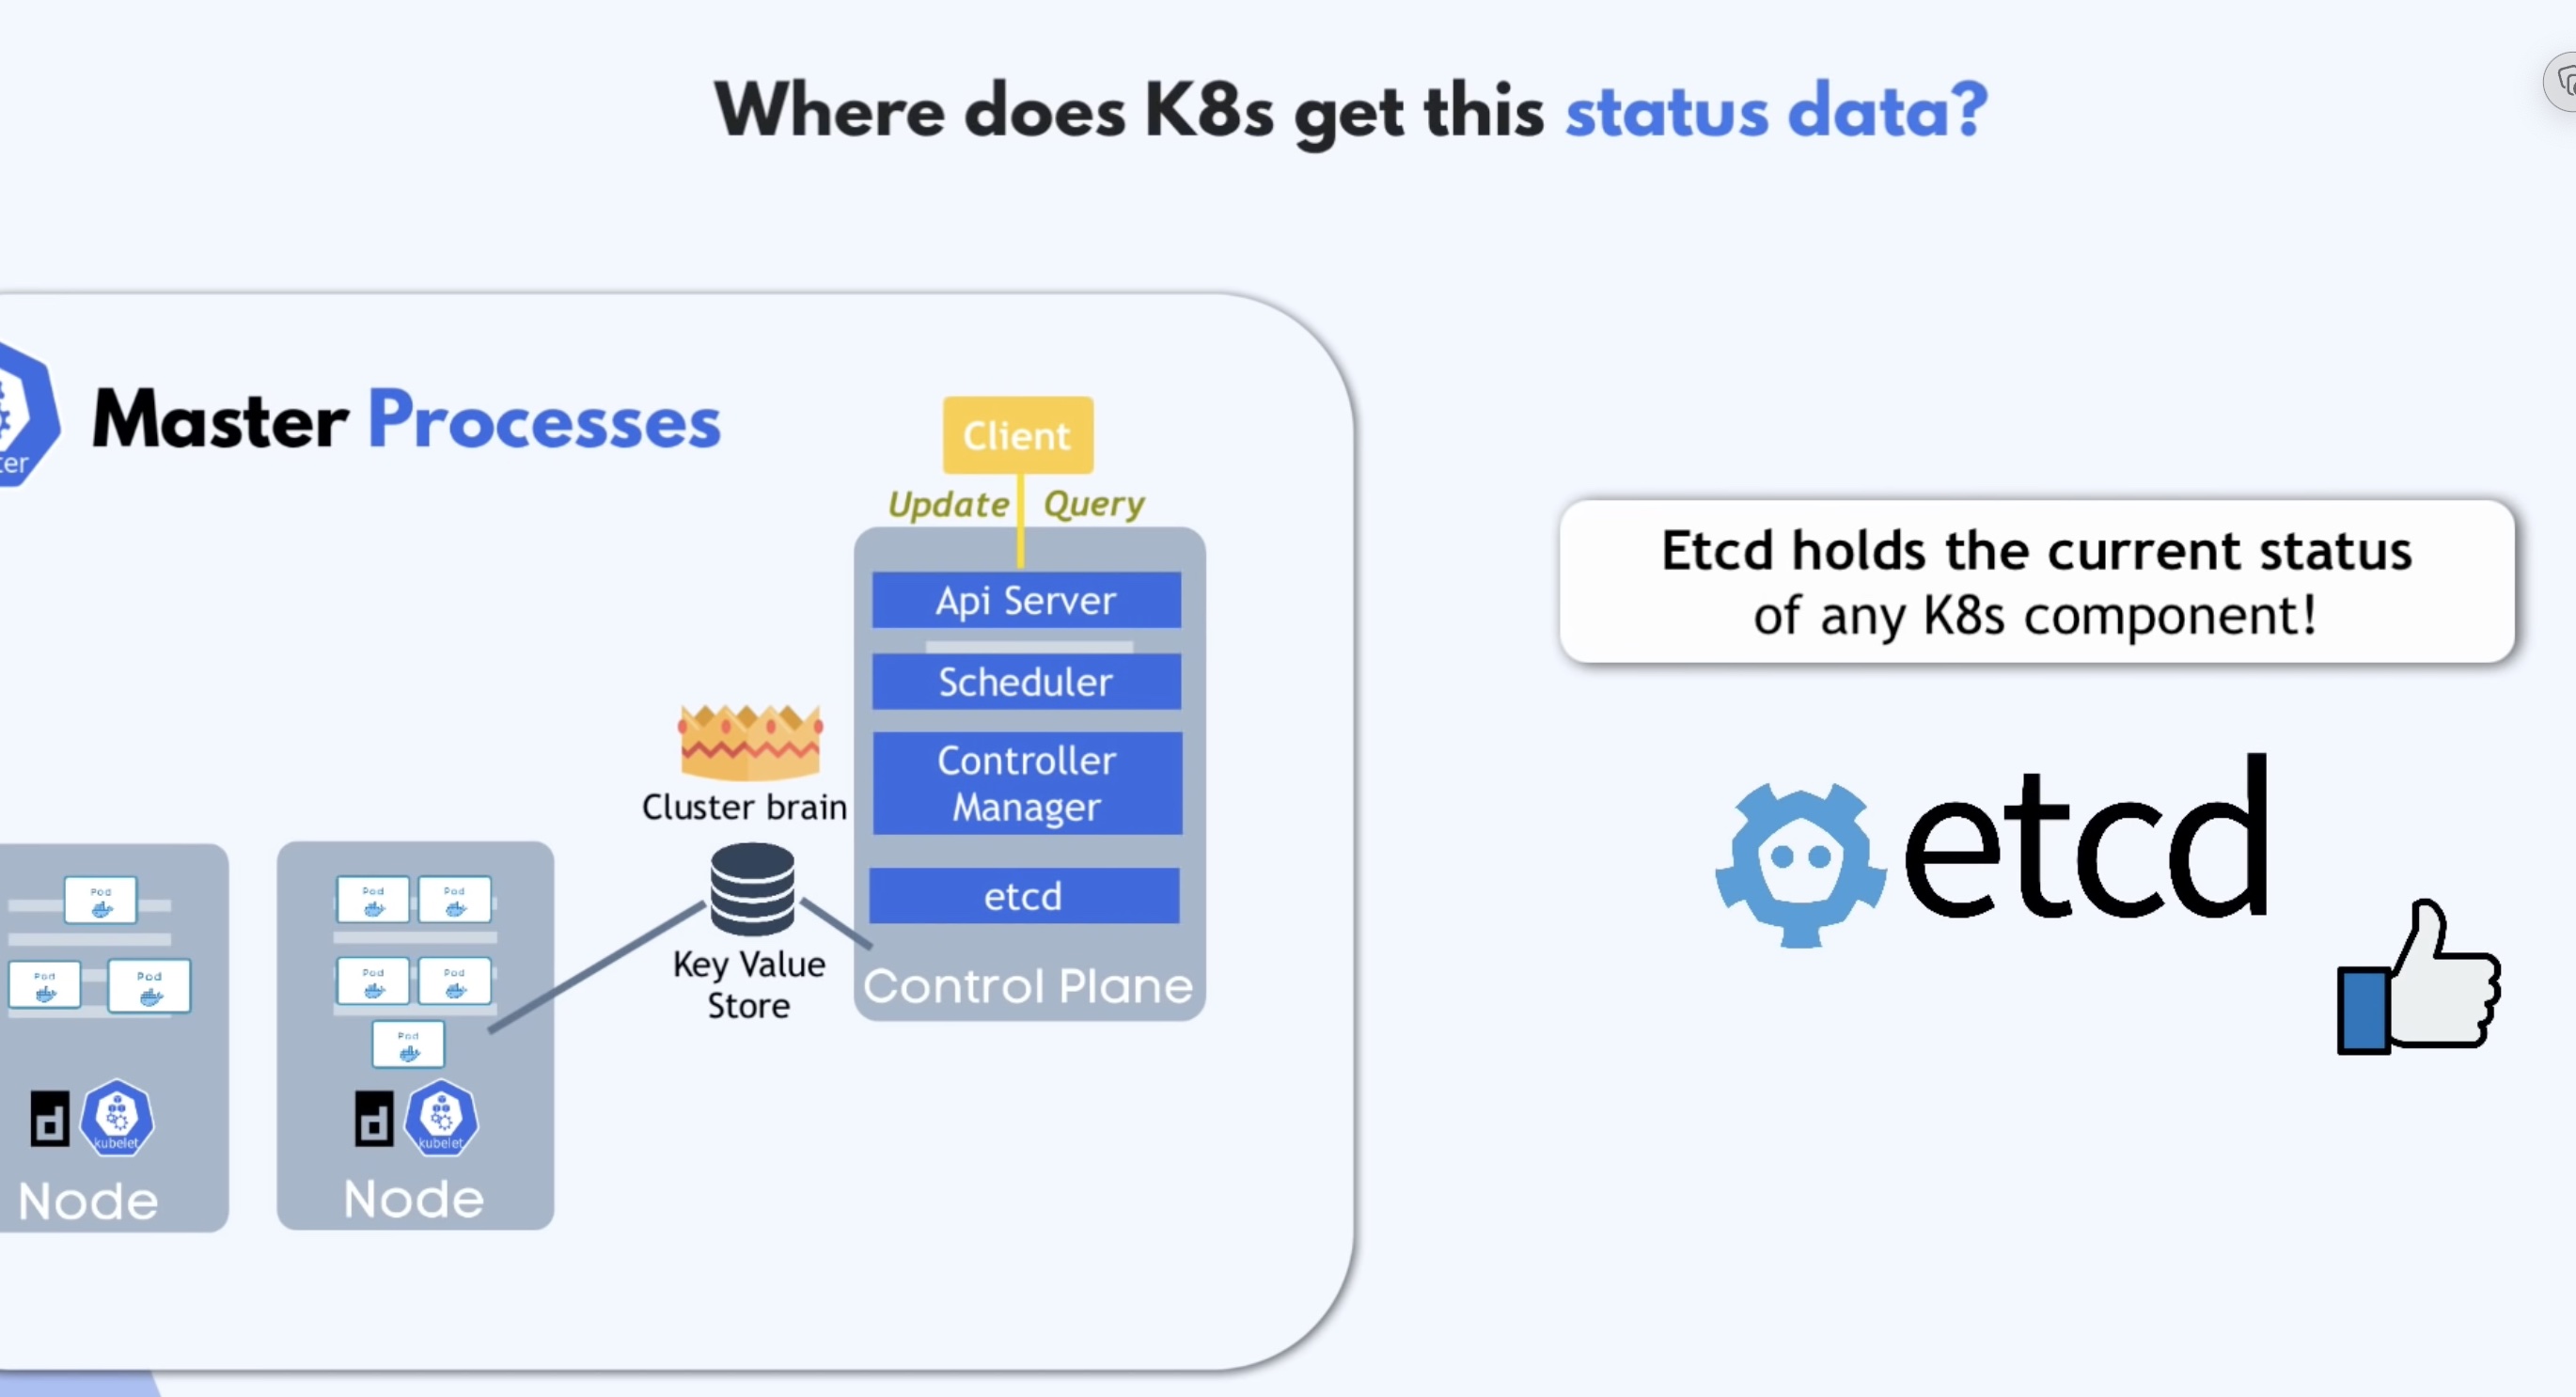 Where does K8s get this status data?
Master Processes
ter
Client
Update Query
Api Server
Scheduler
Controller
Manager
etcd
Control Plane
Cluster brain
Key Value
Store
Pod
Pod
Pod
kubelet
Node
Pod
Pod
Pod
Pod
Pod
kubelet
Node
Etcd holds the current status
of any K8s component!
etcd